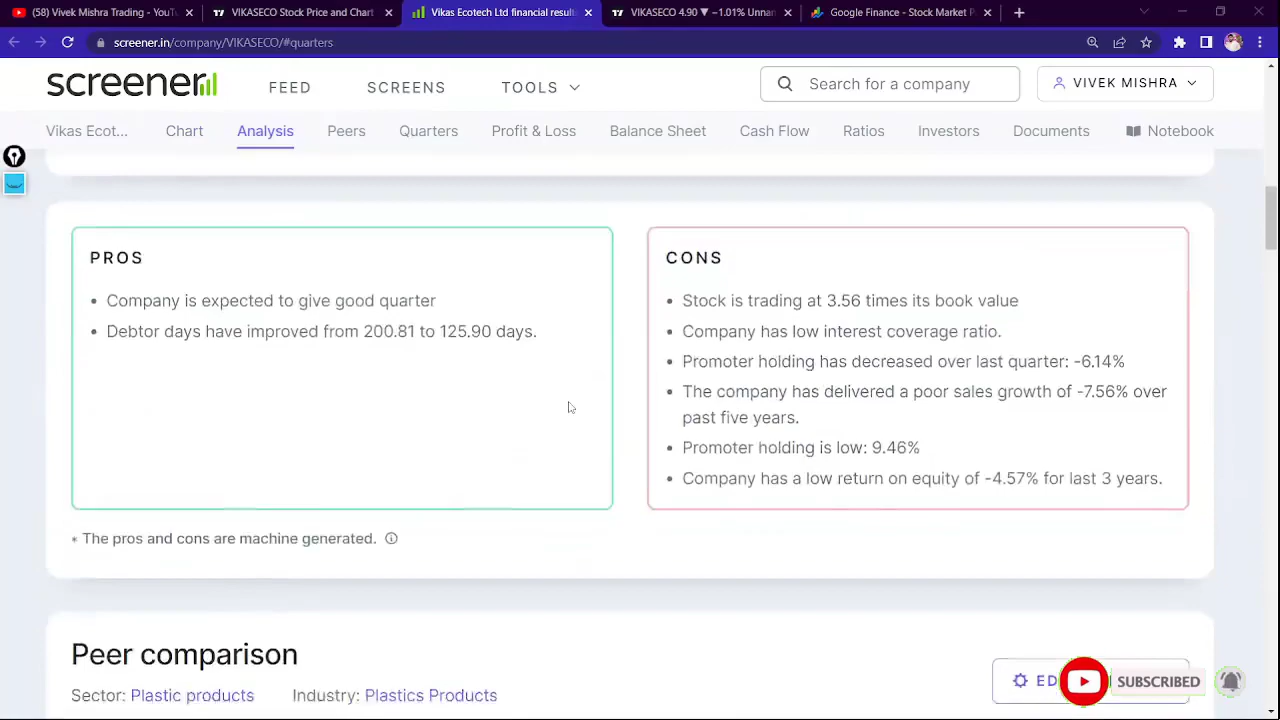 (58) Vivek Mishra Trading - YouTu
VIKASECO Stock Price and Chart
Vikas Ecotech Ltd financial result
VIKASECO 4.90 ▼ −1.01% Unnar
Google Finance - Stock Market P
screener.in/company/VIKASECO/#quarters
screener
FEED
SCREENS
TOOLS
Search for a company
VIVEK MISHRA
Vikas Ecot...
Chart
Analysis
Peers
Quarters
Profit & Loss
Balance Sheet
Cash Flow
Ratios
Investors
Documents
Notebook
PROS
• Company is expected to give good quarter
• Debtor days have improved from 200.81 to 125.90 days.
CONS
• Stock is trading at 3.56 times its book value
• Company has low interest coverage ratio.
• Promoter holding has decreased over last quarter: -6.14%
• The company has delivered a poor sales growth of -7.56% over
past five years.
• Promoter holding is low: 9.46%
• Company has a low return on equity of -4.57% for last 3 years.
* The pros and cons are machine generated.
Peer comparison
Sector: Plastic products
Industry: Plastics Products
ED
SUBSCRIBED